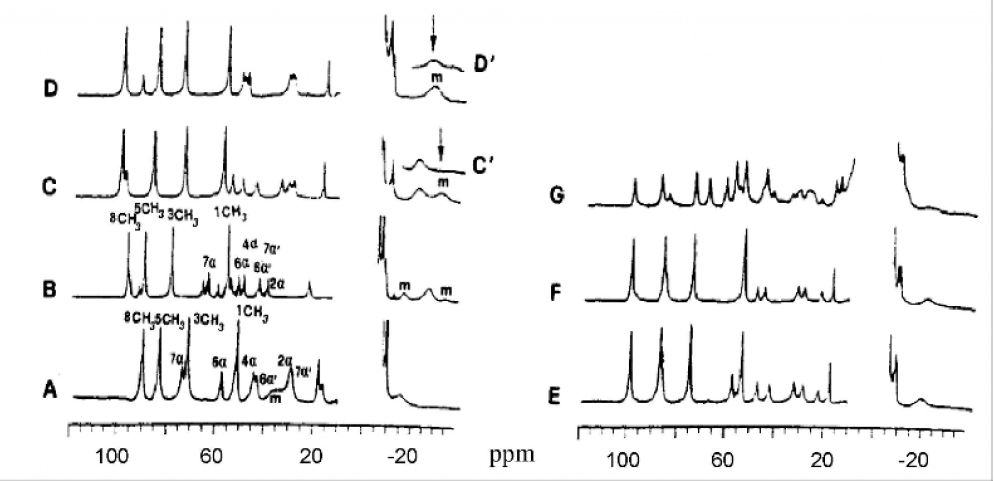 D
D'
m
C
C'
m
8CH3 5CH3 3CH3 1CH3
4α 7α'
7α 6α 6α'
2α
B
m m
8CH3 5CH3 3CH3 1CH3
7α 6α 4α 2α
6α' 7α'
m
A
100 60 20 -20 ppm
G
F
E
100 60 20 -20